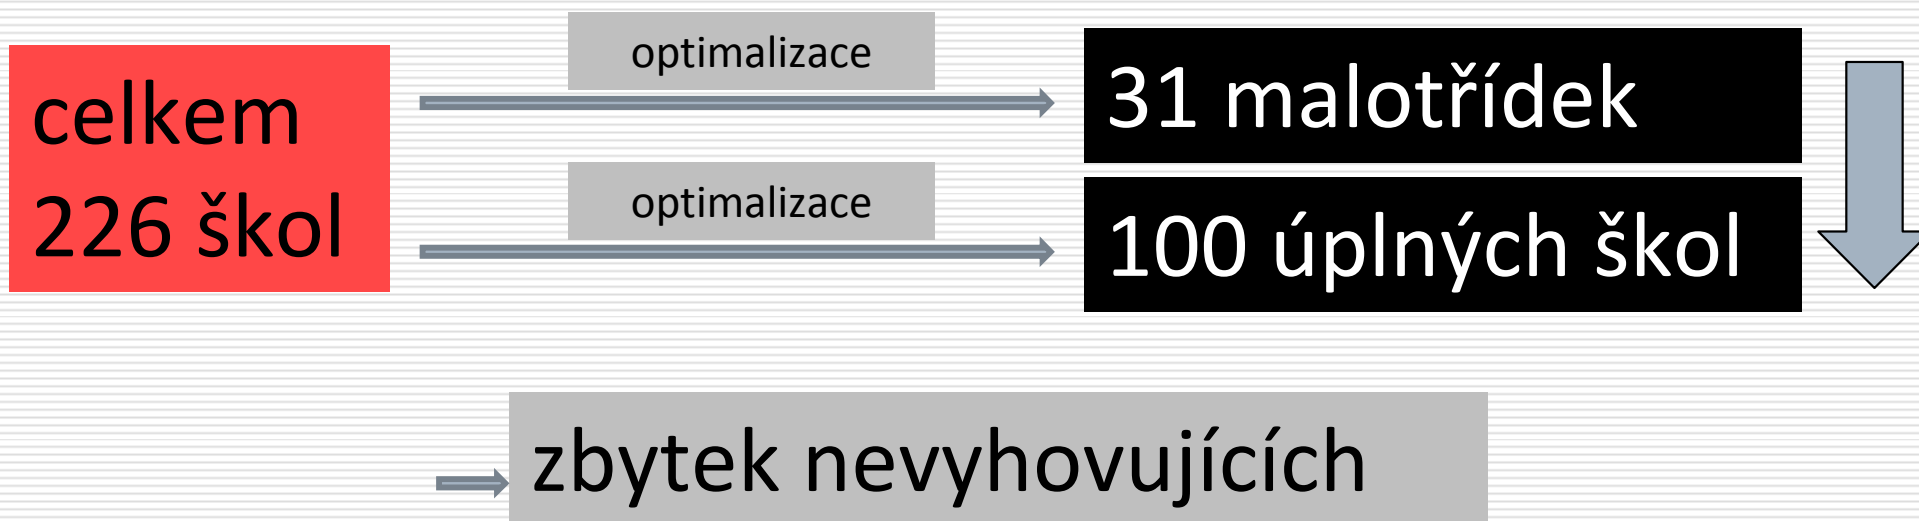 celkem
226 škol
optimalizace
31 malotřídek
optimalizace
100 úplných škol
zbytek nevyhovujících